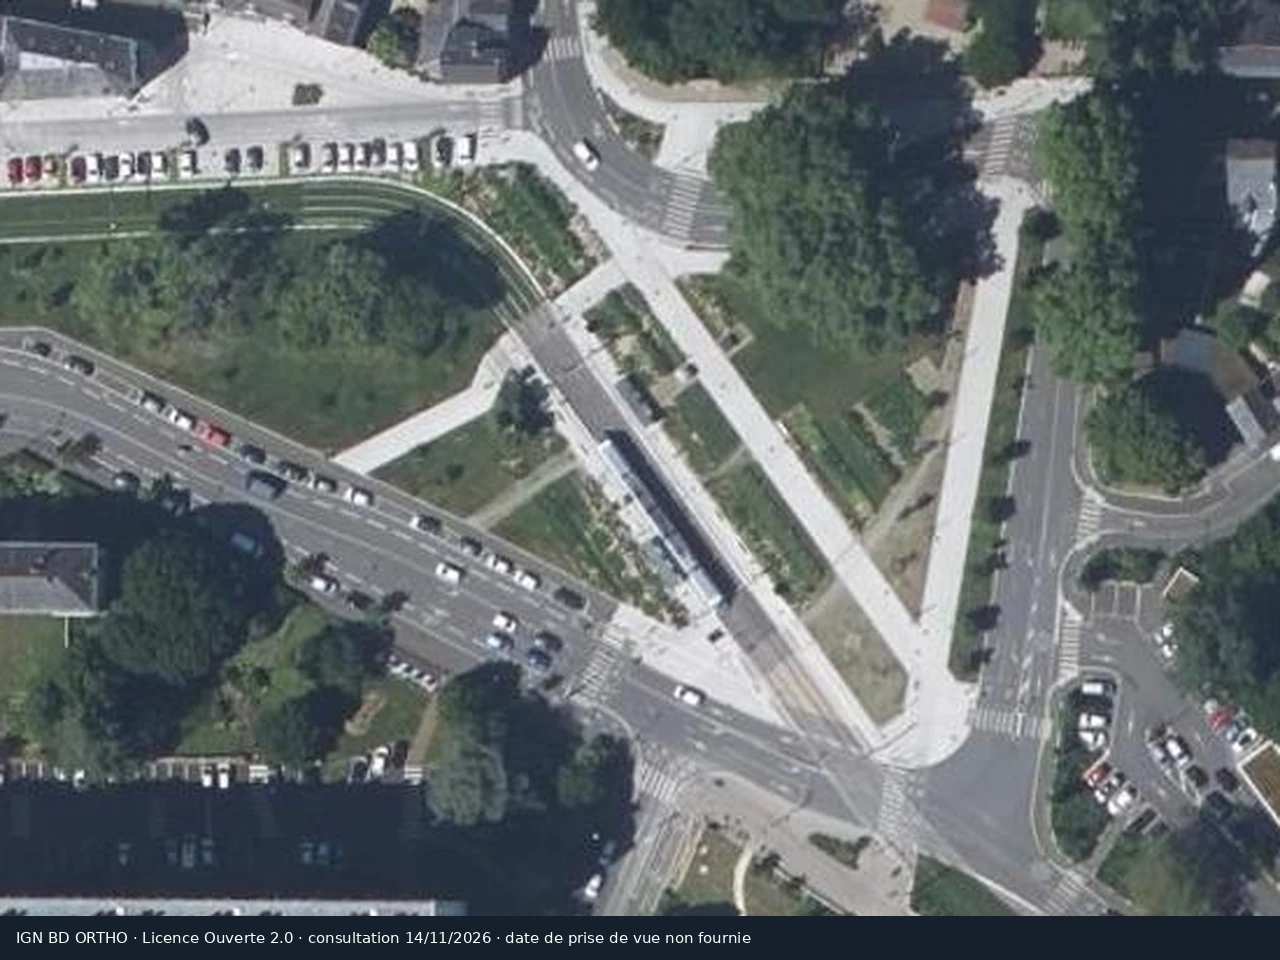 IGN BD ORTHO · Licence Ouverte 2.0 · consultation 14/11/2026 · date de prise de vue non fournie